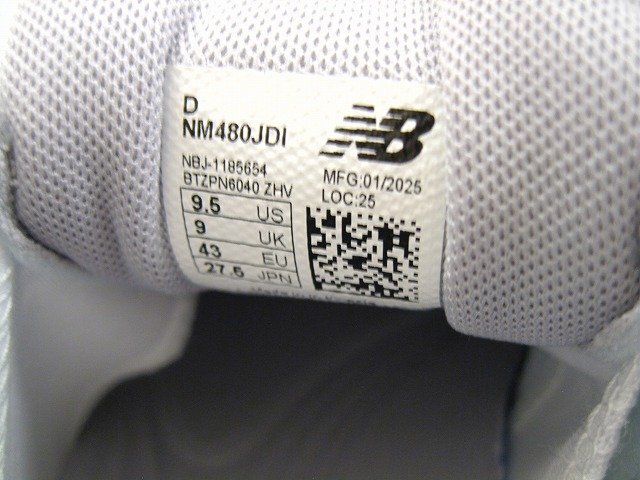 D
NM480JDI
NB
NBJ-1185654
BTZPN6040 ZHV
MFG:01/2025
LOC:25
9.5 US
9 UK
43 EU
27.5 JPN